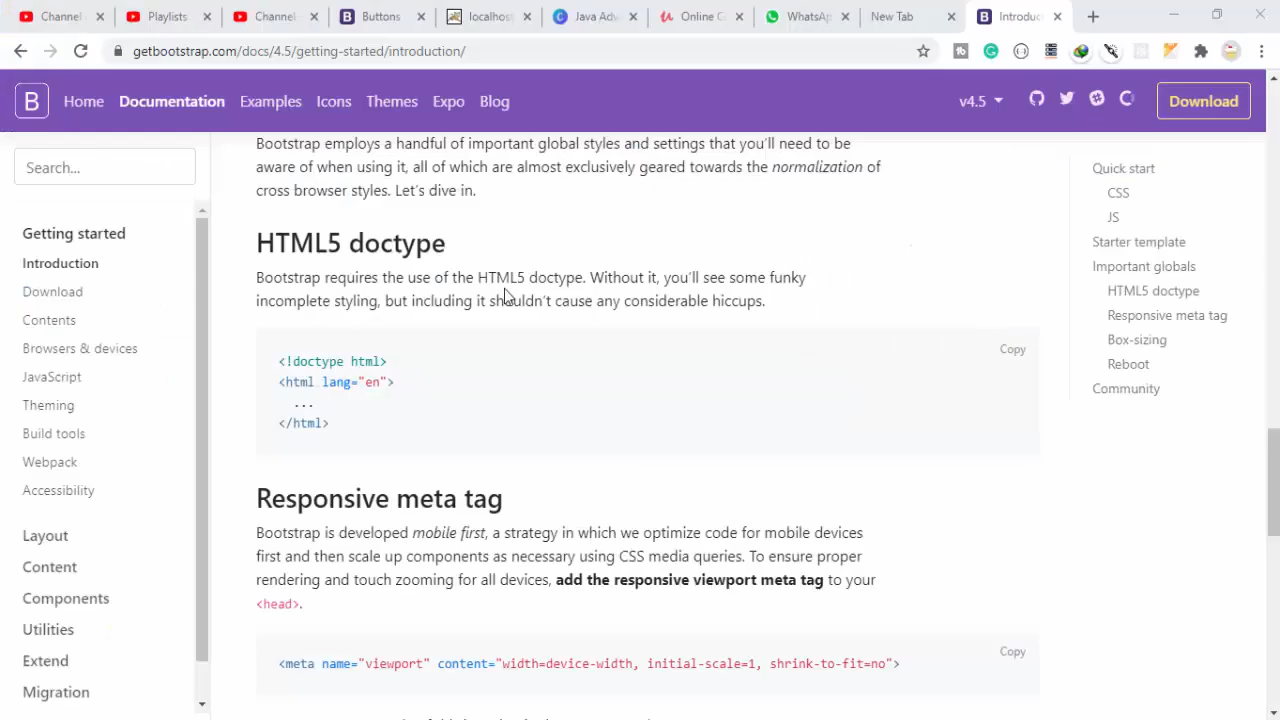 Channel
Playlists
Channel
Buttons
localhos
Java Adv
Online C
WhatsAp
New Tab
Introduc
getbootstrap.com/docs/4.5/getting-started/introduction/
B Home Documentation Examples Icons Themes Expo Blog v4.5 Download
Search...
Getting started
Introduction
Download
Contents
Browsers & devices
JavaScript
Theming
Build tools
Webpack
Accessibility
Layout
Content
Components
Utilities
Extend
Migration
Bootstrap employs a handful of important global styles and settings that you'll need to be
aware of when using it, all of which are almost exclusively geared towards the normalization of
cross browser styles. Let's dive in.
HTML5 doctype
Bootstrap requires the use of the HTML5 doctype. Without it, you'll see some funky
incomplete styling, but including it shouldn't cause any considerable hiccups.
Copy
<!doctype html>
<html lang="en">
...
</html>
Responsive meta tag
Bootstrap is developed mobile first, a strategy in which we optimize code for mobile devices
first and then scale up components as necessary using CSS media queries. To ensure proper
rendering and touch zooming for all devices, add the responsive viewport meta tag to your
<head>.
Copy
<meta name="viewport" content="width=device-width, initial-scale=1, shrink-to-fit=no">
Quick start
CSS
JS
Starter template
Important globals
HTML5 doctype
Responsive meta tag
Box-sizing
Reboot
Community